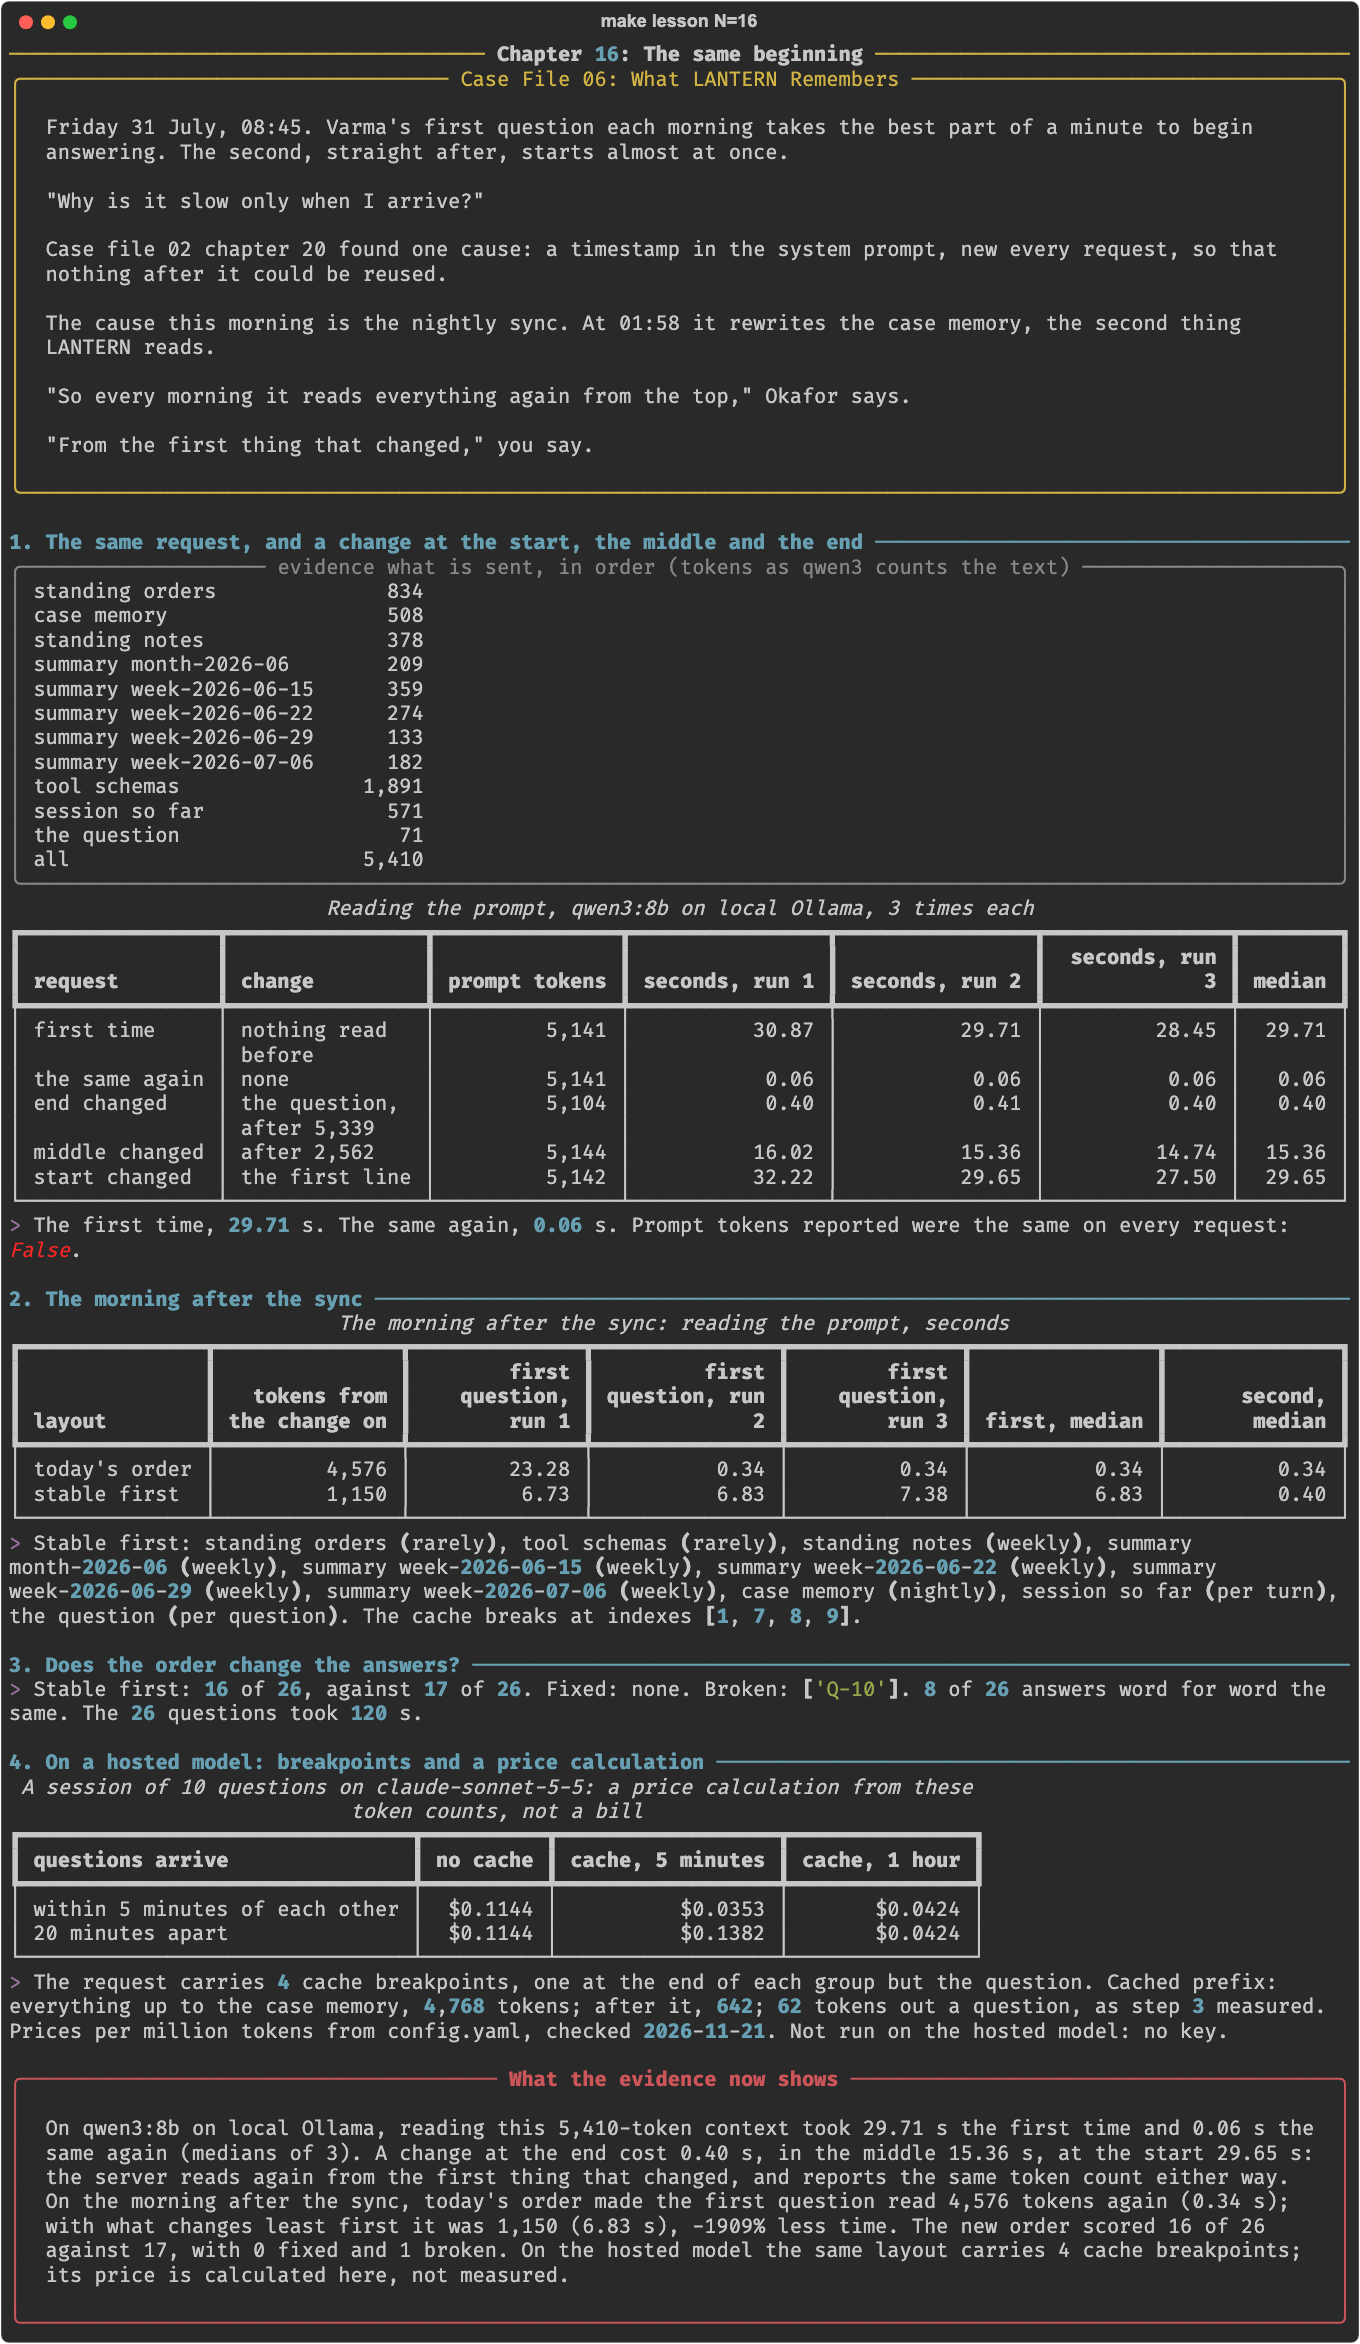 make lesson N=16
Chapter 16: The same beginning
Case File 06: What LANTERN Remembers
Friday 31 July, 08:45. Varma's first question each morning takes the best part of a minute to begin
answering. The second, straight after, starts almost at once.
"Why is it slow only when I arrive?"
Case file 02 chapter 20 found one cause: a timestamp in the system prompt, new every request, so that
nothing after it could be reused.
The cause this morning is the nightly sync. At 01:58 it rewrites the case memory, the second thing
LANTERN reads.
"So every morning it reads everything again from the top," Okafor says.
"From the first thing that changed," you say.
1. The same request, and a change at the start, the middle and the end
evidence what is sent, in order (tokens as qwen3 counts the text)
standing orders 834
case memory 508
standing notes 378
summary month-2026-06 209
summary week-2026-06-15 359
summary week-2026-06-22 274
summary week-2026-06-29 133
summary week-2026-07-06 182
tool schemas 1,891
session so far 571
the question 71
all 5,410
Reading the prompt, qwen3:8b on local Ollama, 3 times each
seconds, run
request change prompt tokens seconds, run 1 seconds, run 2 3 median
first time nothing read 5,141 30.87 29.71 28.45 29.71
before
the same again none 5,141 0.06 0.06 0.06 0.06
end changed the question, 5,104 0.40 0.41 0.40 0.40
after 5,339
middle changed after 2,562 5,144 16.02 15.36 14.74 15.36
start changed the first line 5,142 32.22 29.65 27.50 29.65
> The first time, 29.71 s. The same again, 0.06 s. Prompt tokens reported were the same on every request:
False.
2. The morning after the sync
The morning after the sync: reading the prompt, seconds
first first first
tokens from question, question, run question, second,
layout the change on run 1 2 run 3 first, median median
today's order 4,576 23.28 0.34 0.34 0.34 0.34
stable first 1,150 6.73 6.83 7.38 6.83 0.40
> Stable first: standing orders (rarely), tool schemas (rarely), standing notes (weekly), summary
month-2026-06 (weekly), summary week-2026-06-15 (weekly), summary week-2026-06-22 (weekly), summary
week-2026-06-29 (weekly), summary week-2026-07-06 (weekly), case memory (nightly), session so far (per turn),
the question (per question). The cache breaks at indexes [1, 7, 8, 9].
3. Does the order change the answers?
> Stable first: 16 of 26, against 17 of 26. Fixed: none. Broken: ['Q-10']. 8 of 26 answers word for word the
same. The 26 questions took 120 s.
4. On a hosted model: breakpoints and a price calculation
A session of 10 questions on claude-sonnet-5-5: a price calculation from these
token counts, not a bill
questions arrive no cache cache, 5 minutes cache, 1 hour
within 5 minutes of each other $0.1144 $0.0353 $0.0424
20 minutes apart $0.1144 $0.1382 $0.0424
> The request carries 4 cache breakpoints, one at the end of each group but the question. Cached prefix:
everything up to the case memory, 4,768 tokens; after it, 642; 62 tokens out a question, as step 3 measured.
Prices per million tokens from config.yaml, checked 2026-11-21. Not run on the hosted model: no key.
What the evidence now shows
On qwen3:8b on local Ollama, reading this 5,410-token context took 29.71 s the first time and 0.06 s the
same again (medians of 3). A change at the end cost 0.40 s, in the middle 15.36 s, at the start 29.65 s:
the server reads again from the first thing that changed, and reports the same token count either way.
On the morning after the sync, today's order made the first question read 4,576 tokens again (0.34 s);
with what changes least first it was 1,150 (6.83 s), -1909% less time. The new order scored 16 of 26
against 17, with 0 fixed and 1 broken. On the hosted model the same layout carries 4 cache breakpoints;
its price is calculated here, not measured.